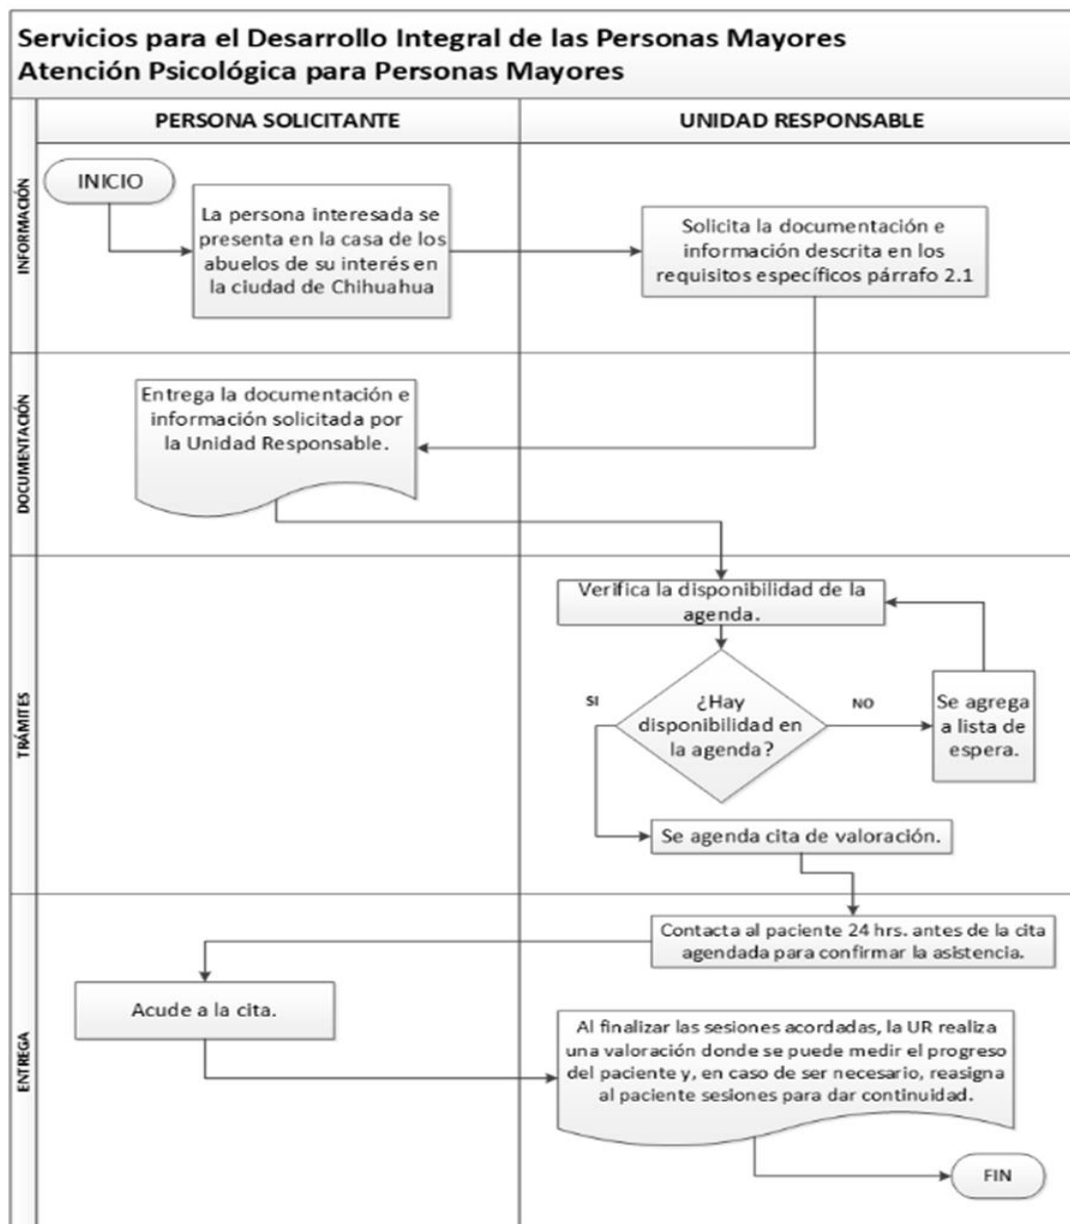 Servicios para el Desarrollo Integral de las Personas Mayores
Atención Psicológica para Personas Mayores
PERSONA SOLICITANTE
UNIDAD RESPONSABLE
INFORMACIÓN
INICIO
La persona interesada se
presenta en la casa de los
abuelos de su interés en
la ciudad de Chihuahua
Solicita la documentación e
información descrita en los
requisitos específicos párrafo 2.1
DOCUMENTACIÓN
Entrega la documentación e
información solicitada por
la Unidad Responsable.
TRÁMITES
Verifica la disponibilidad de la
agenda.
SI
¿Hay
disponibilidad en
la agenda?
NO
Se agrega
a lista de
espera.
Se agenda cita de valoración.
ENTREGA
Contacta al paciente 24 hrs. antes de la cita
agendada para confirmar la asistencia.
Acude a la cita.
Al finalizar las sesiones acordadas, la UR realiza
una valoración donde se puede medir el progreso
del paciente y, en caso de ser necesario, reasigna
al paciente sesiones para dar continuidad.
FIN